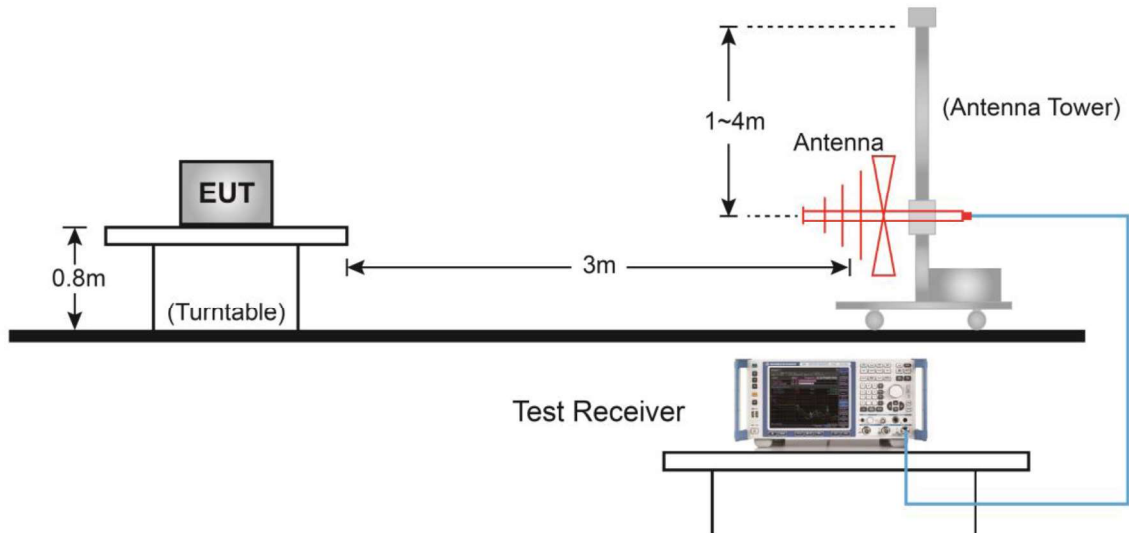 1~4m
(Antenna Tower)
Antenna
EUT
0.8m
3m
(Turntable)
Test Receiver